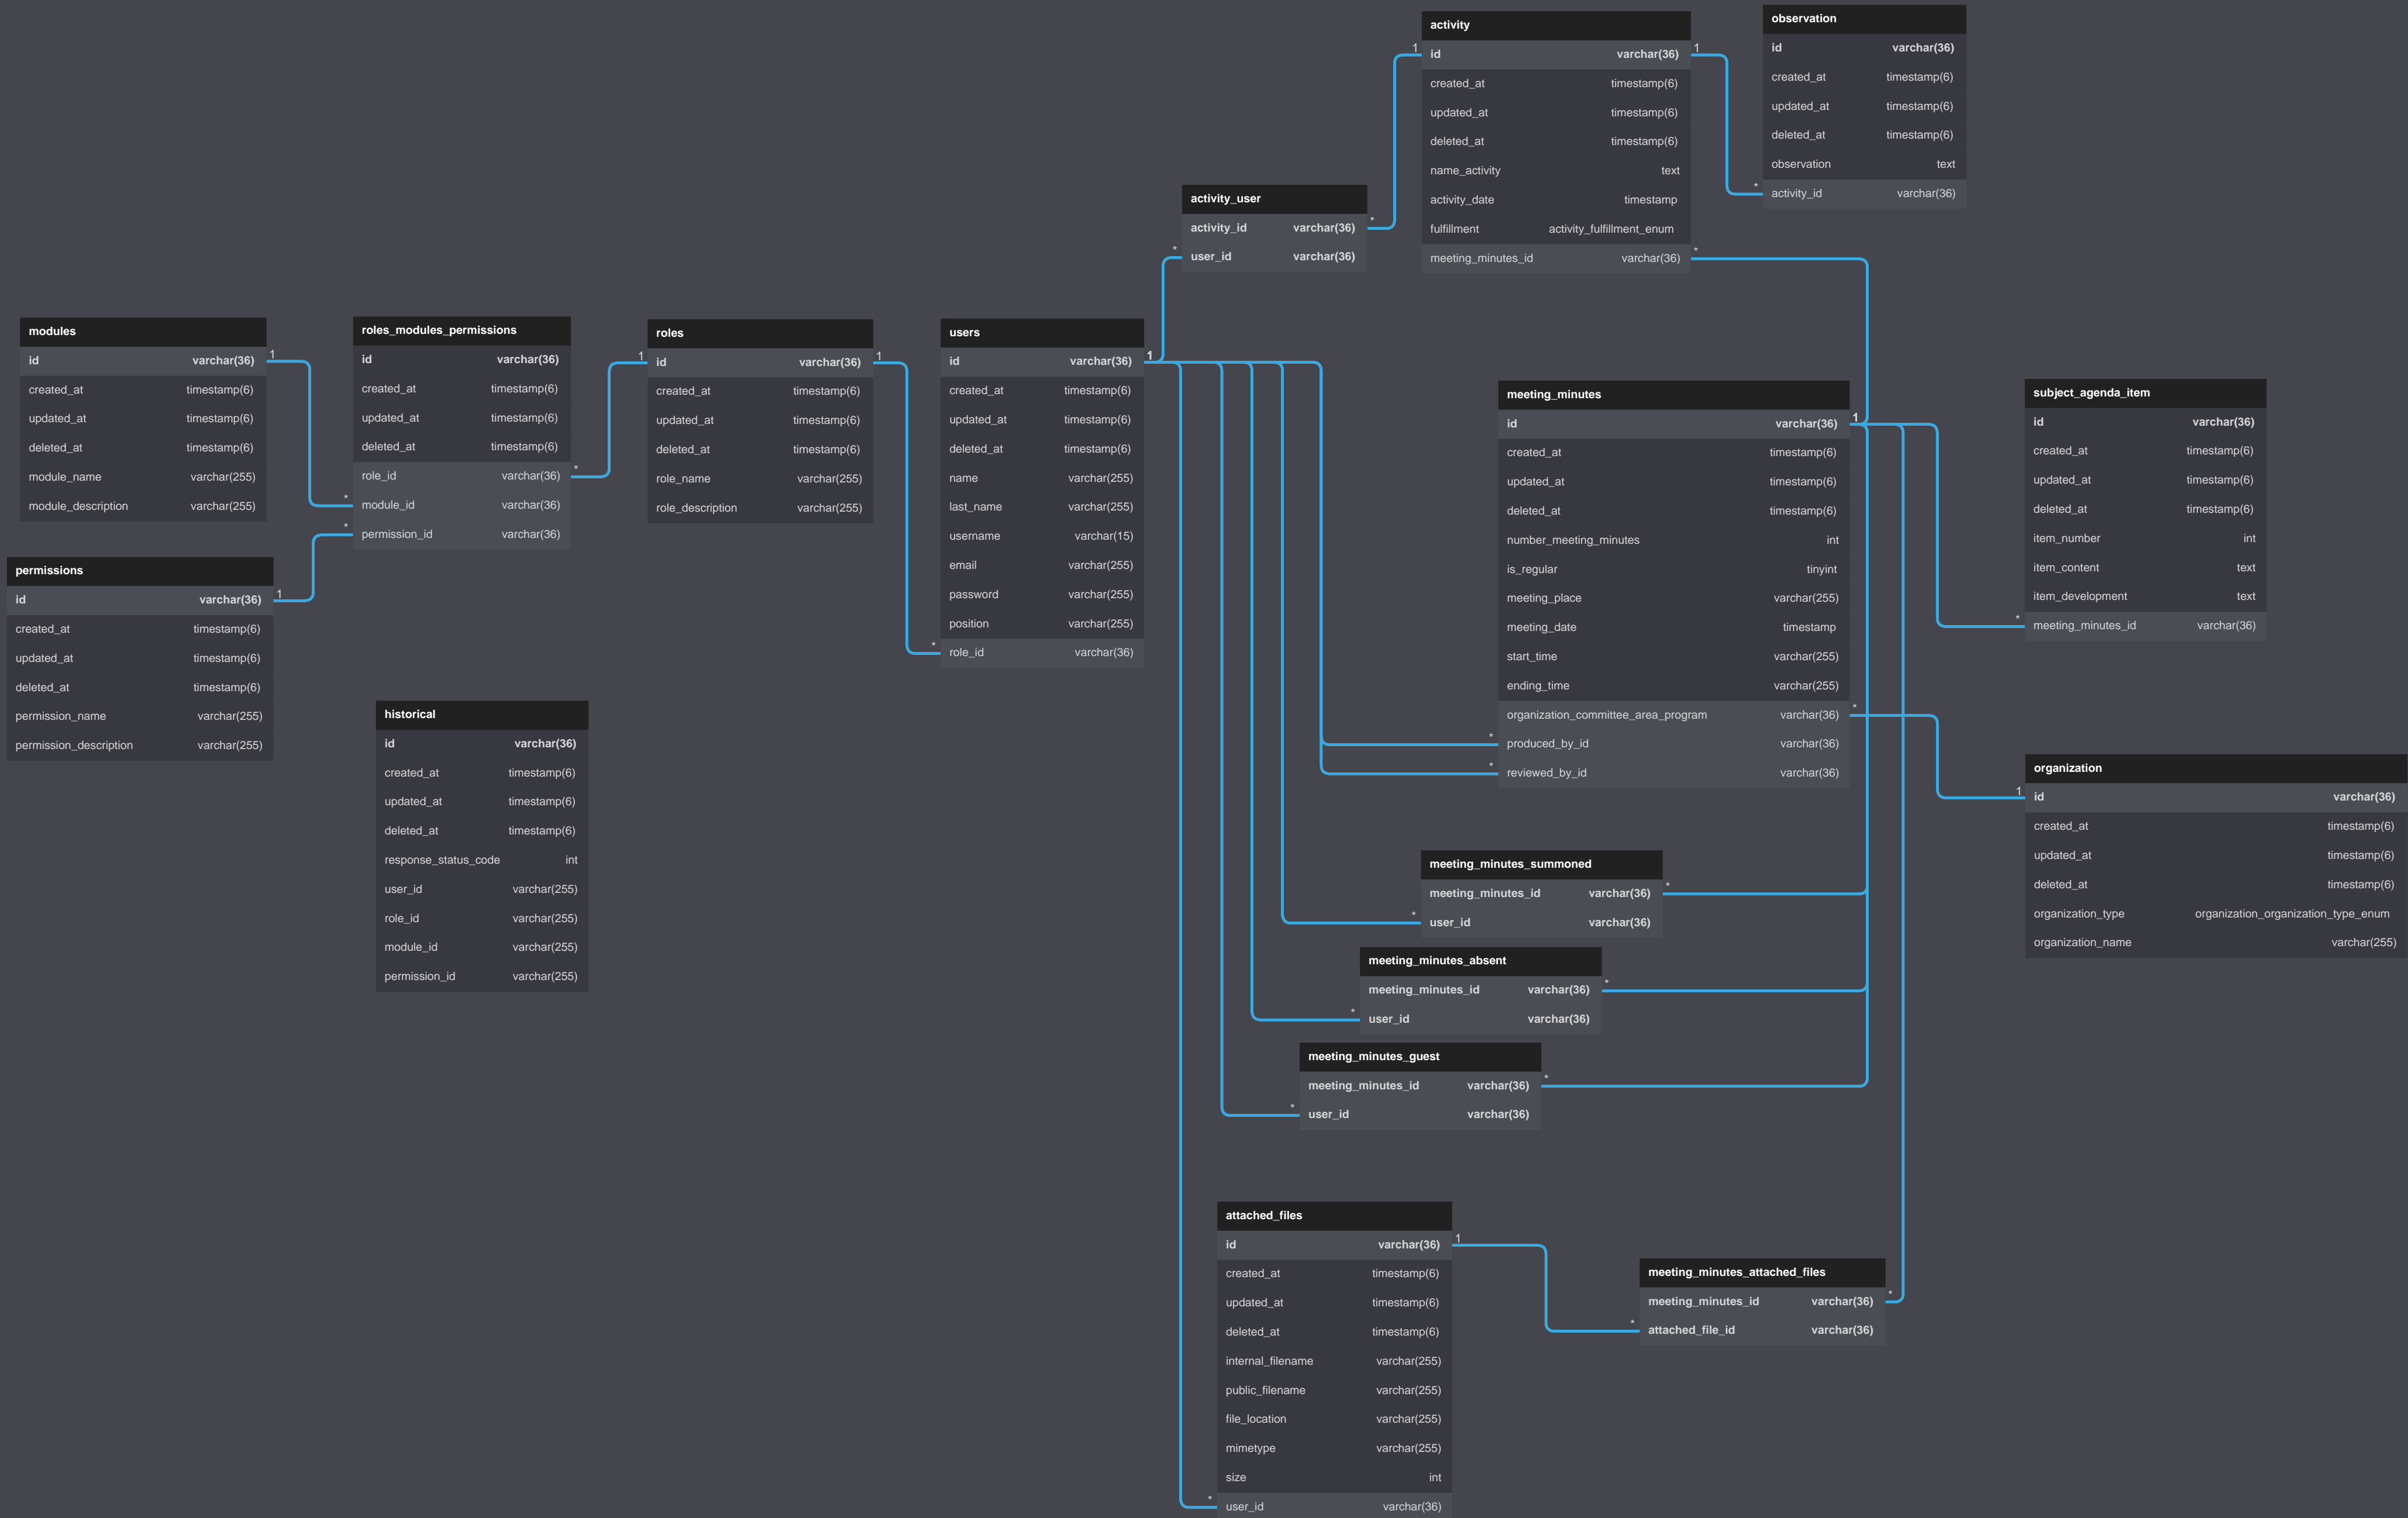 activity
1 id varchar(36) 1
created_at timestamp(6)
updated_at timestamp(6)
deleted_at timestamp(6)
name_activity text
activity_date timestamp
fulfillment activity_fulfillment_enum
meeting_minutes_id varchar(36) *
observation
id varchar(36)
created_at timestamp(6)
updated_at timestamp(6)
deleted_at timestamp(6)
observation text
* activity_id varchar(36)
activity_user
activity_id varchar(36) *
* user_id varchar(36)
modules
id varchar(36) 1
created_at timestamp(6)
updated_at timestamp(6)
deleted_at timestamp(6)
module_name varchar(255)
module_description varchar(255)
roles_modules_permissions
id varchar(36)
created_at timestamp(6)
updated_at timestamp(6)
deleted_at timestamp(6)
role_id varchar(36) *
* module_id varchar(36)
* permission_id varchar(36)
roles
1 id varchar(36) 1
created_at timestamp(6)
updated_at timestamp(6)
deleted_at timestamp(6)
role_name varchar(255)
role_description varchar(255)
users
id varchar(36) 1
created_at timestamp(6)
updated_at timestamp(6)
deleted_at timestamp(6)
name varchar(255)
last_name varchar(255)
username varchar(15)
email varchar(255)
password varchar(255)
position varchar(255)
* role_id varchar(36)
meeting_minutes
id varchar(36) 1
created_at timestamp(6)
updated_at timestamp(6)
deleted_at timestamp(6)
number_meeting_minutes int
is_regular tinyint
meeting_place varchar(255)
meeting_date timestamp
start_time varchar(255)
ending_time varchar(255)
organization_committee_area_program varchar(36) *
* produced_by_id varchar(36)
* reviewed_by_id varchar(36)
subject_agenda_item
id varchar(36)
created_at timestamp(6)
updated_at timestamp(6)
deleted_at timestamp(6)
item_number int
item_content text
item_development text
* meeting_minutes_id varchar(36)
permissions
id varchar(36) 1
created_at timestamp(6)
updated_at timestamp(6)
deleted_at timestamp(6)
permission_name varchar(255)
permission_description varchar(255)
historical
id varchar(36)
created_at timestamp(6)
updated_at timestamp(6)
deleted_at timestamp(6)
response_status_code int
user_id varchar(255)
role_id varchar(255)
module_id varchar(255)
permission_id varchar(255)
organization
1 id varchar(36)
created_at timestamp(6)
updated_at timestamp(6)
deleted_at timestamp(6)
organization_type organization_organization_type_enum
organization_name varchar(255)
meeting_minutes_summoned
meeting_minutes_id varchar(36) *
* user_id varchar(36)
meeting_minutes_absent
meeting_minutes_id varchar(36) *
* user_id varchar(36)
meeting_minutes_guest
meeting_minutes_id varchar(36) *
* user_id varchar(36)
attached_files
id varchar(36) 1
created_at timestamp(6)
updated_at timestamp(6)
deleted_at timestamp(6)
internal_filename varchar(255)
public_filename varchar(255)
file_location varchar(255)
mimetype varchar(255)
size int
* user_id varchar(36)
meeting_minutes_attached_files
meeting_minutes_id varchar(36) *
* attached_file_id varchar(36)